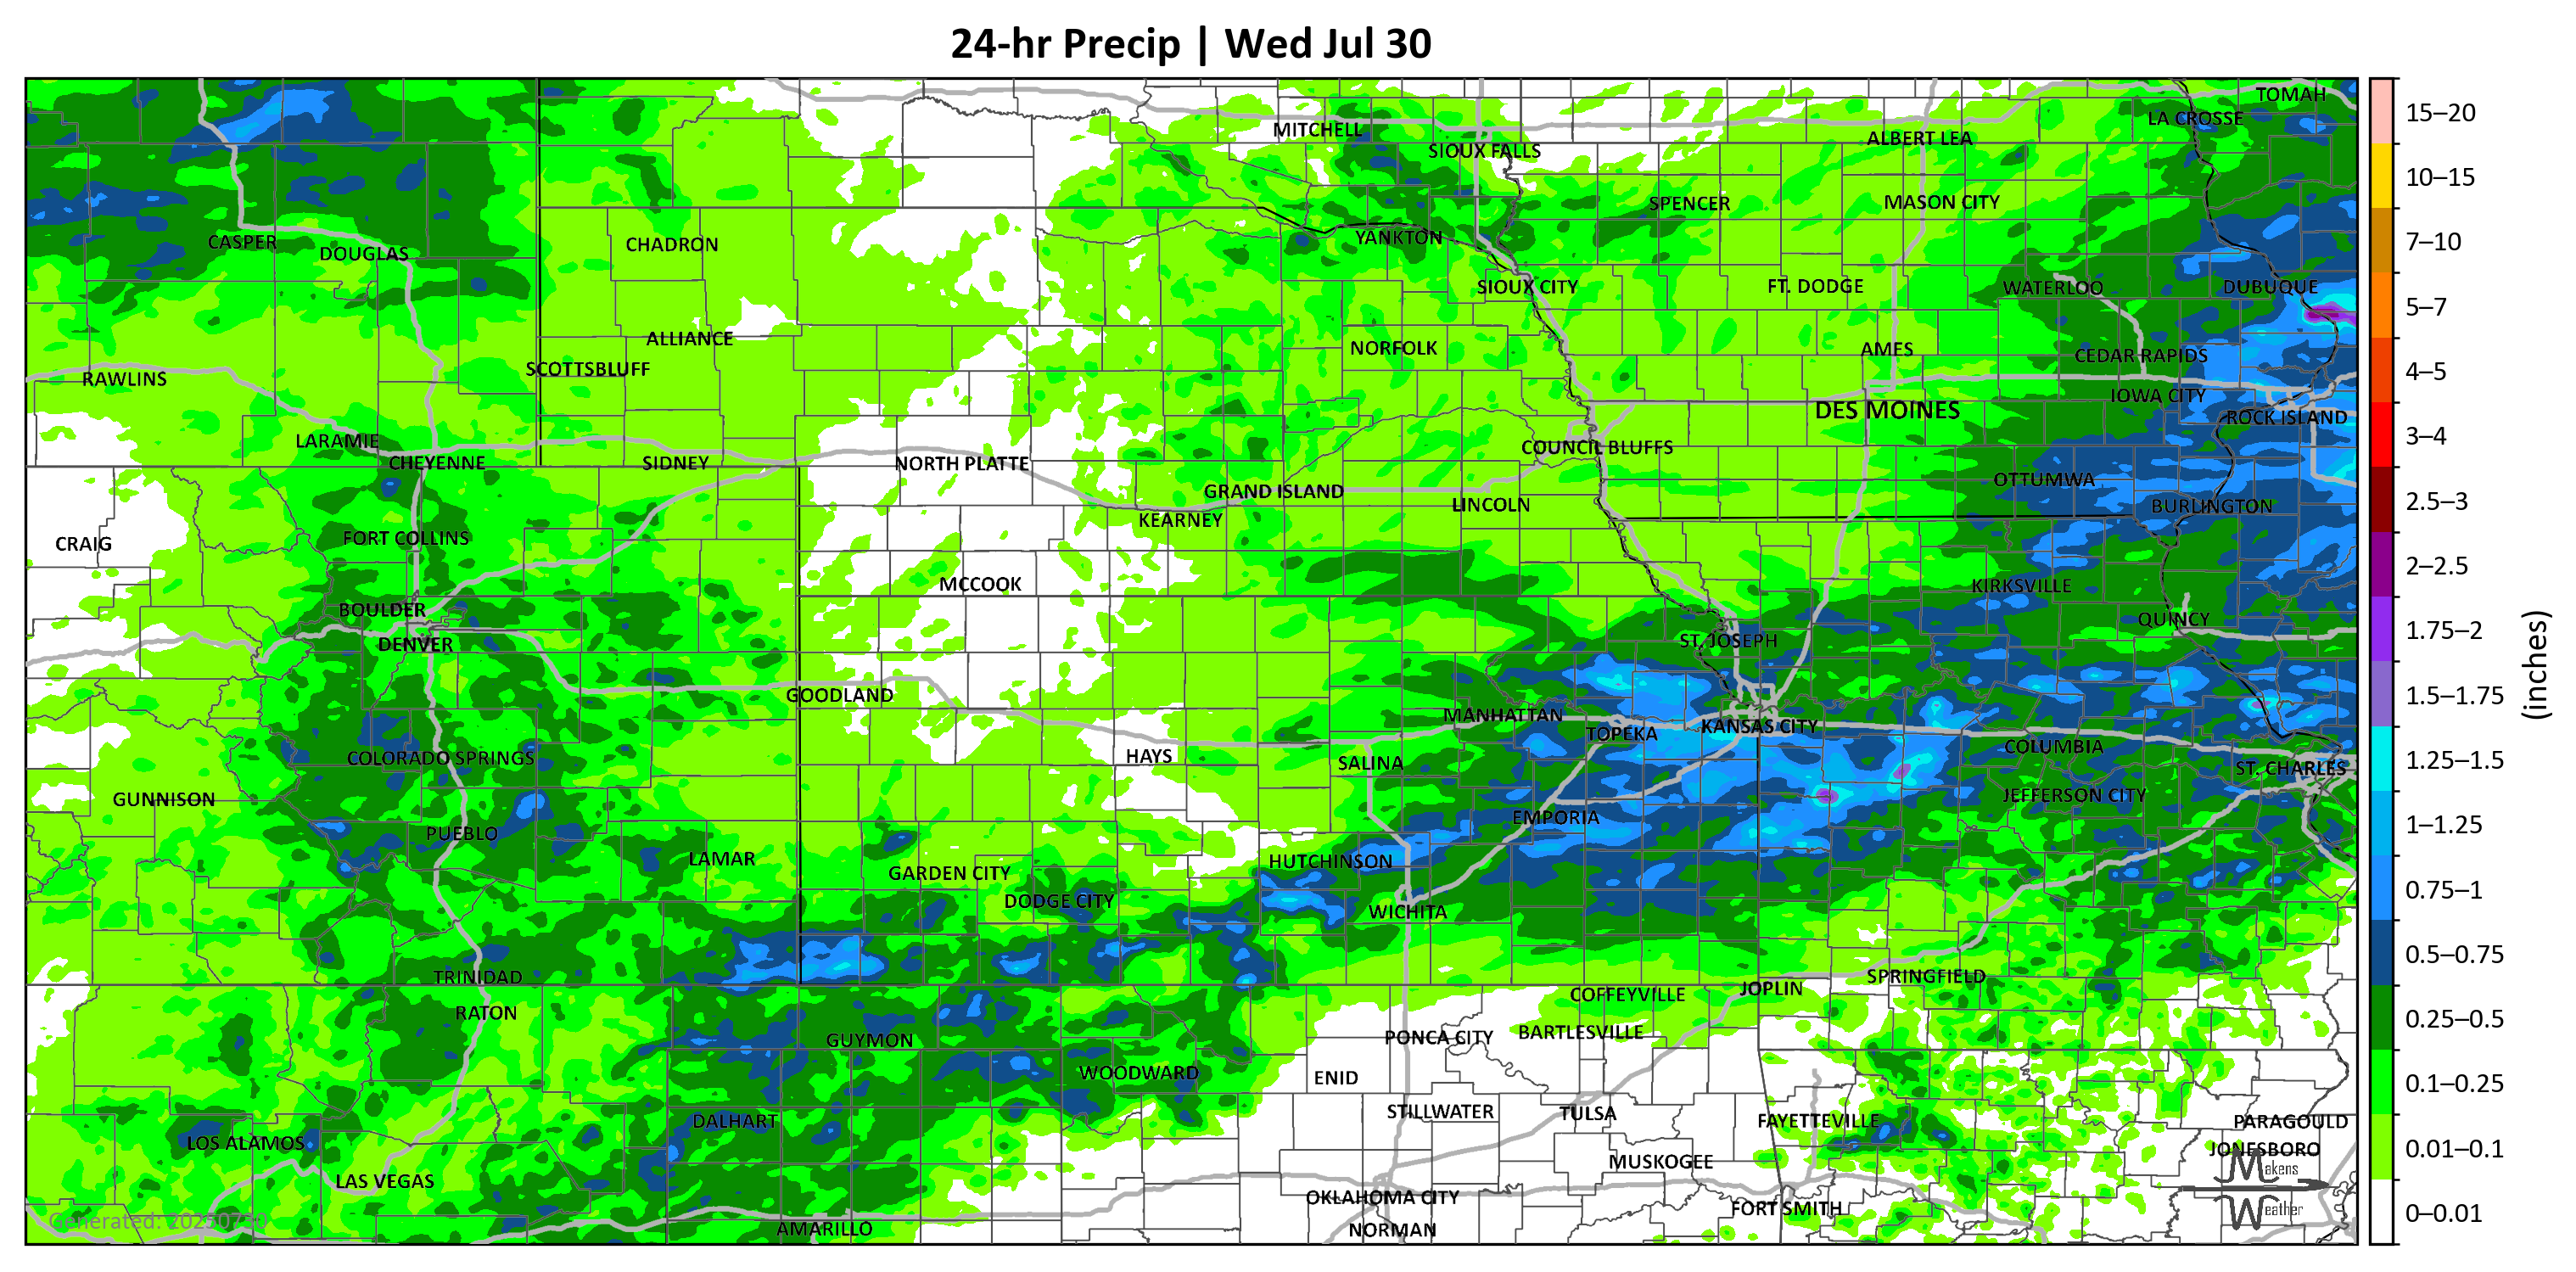 24-hr Precip | Wed Jul 30
TOMAH
LA CROSSE
MITCHELL
ALBERT LEA
SIOUX FALLS
SPENCER
MASON CITY
YANKTON
CASPER
CHADRON
DOUGLAS
SIOUX CITY
FT. DODGE
WATERLOO
DUBUQUE
ALLIANCE
NORFOLK
AMES
CEDAR RAPIDS
SCOTTSBLUFF
RAWLINS
IOWA CITY
DES MOINES
ROCK ISLAND
LARAMIE
COUNCIL BLUFFS
CHEYENNE
SIDNEY
NORTH PLATTE
OTTUMWA
GRAND ISLAND
LINCOLN
BURLINGTON
KEARNEY
FORT COLLINS
CRAIG
MCCOOK
KIRKSVILLE
BOULDER
QUINCY
DENVER
ST. JOSEPH
GOODLAND
MANHATTAN
KANSAS CITY
TOPEKA
COLUMBIA
HAYS
COLORADO SPRINGS
SALINA
ST. CHARLES
GUNNISON
JEFFERSON CITY
EMPORIA
PUEBLO
LAMAR
HUTCHINSON
GARDEN CITY
DODGE CITY
WICHITA
TRINIDAD
SPRINGFIELD
JOPLIN
COFFEYVILLE
RATON
BARTLESVILLE
PONCA CITY
GUYMON
WOODWARD
ENID
STILLWATER
TULSA
DALHART
FAYETTEVILLE
PARAGOULD
LOS ALAMOS
JONESBORO
MUSKOGEE
LAS VEGAS
OKLAHOMA CITY
FORT SMITH
AMARILLO
NORMAN
Generated: 20250730
Makens
Weather
15–20
10–15
7–10
5–7
4–5
3–4
2.5–3
2–2.5
1.75–2
1.5–1.75
1.25–1.5
1–1.25
0.75–1
0.5–0.75
0.25–0.5
0.1–0.25
0.01–0.1
0–0.01
(inches)